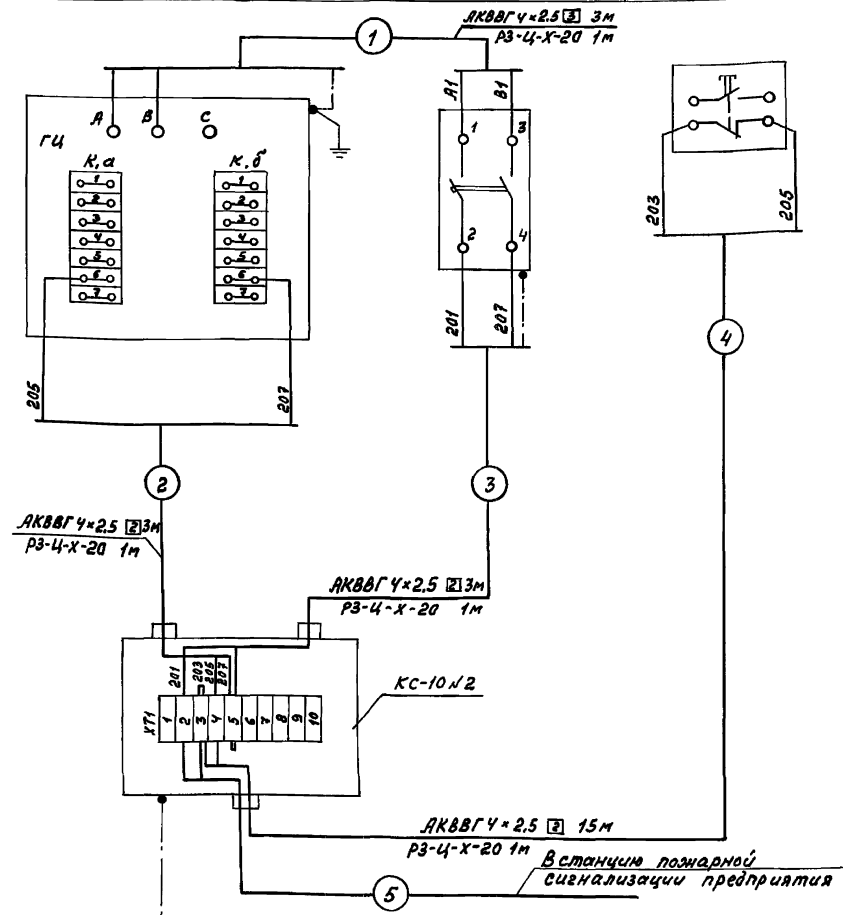 АКВВГ 4×2.5 3 3м
РЗ-Ц-Х-20 1м
1
А В С
ГЦ
К,а К,б
1 1
2 2
3 3
4 4
5 5
6 6
7 7
А1 В1
1 3
2 4
201 207
203 205
4
205 207
2
3
АКВВГ 4×2.5 2 3м
РЗ-Ц-Х-20 1м
АКВВГ 4×2.5 2 3м
РЗ-Ц-Х-20 1м
201 203 205 207
КС-10 №2
ХТ1 1 2 3 4 5 6 7 8 9 10
АКВВГ 4×2.5 2 15м
РЗ-Ц-Х-20 1м
В станцию пожарной
сигнализации предприятия
5